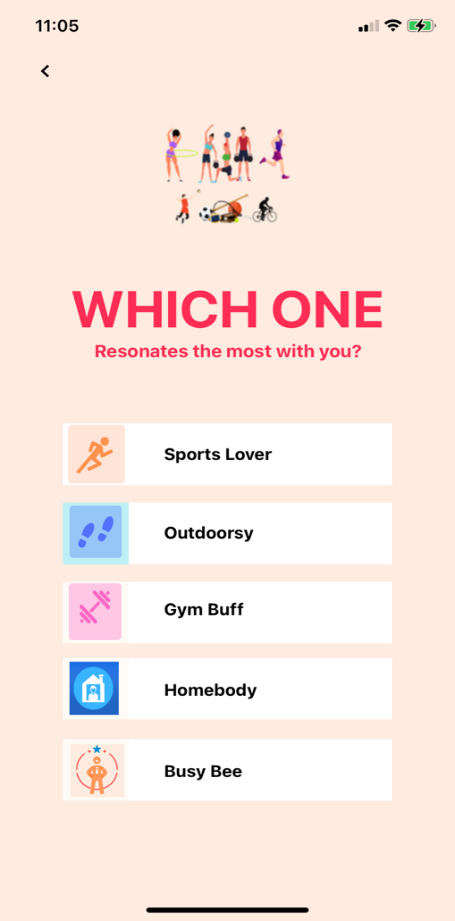 11:05
WHICH ONE
Resonates the most with you?
Sports Lover
Outdoorsy
Gym Buff
Homebody
Busy Bee